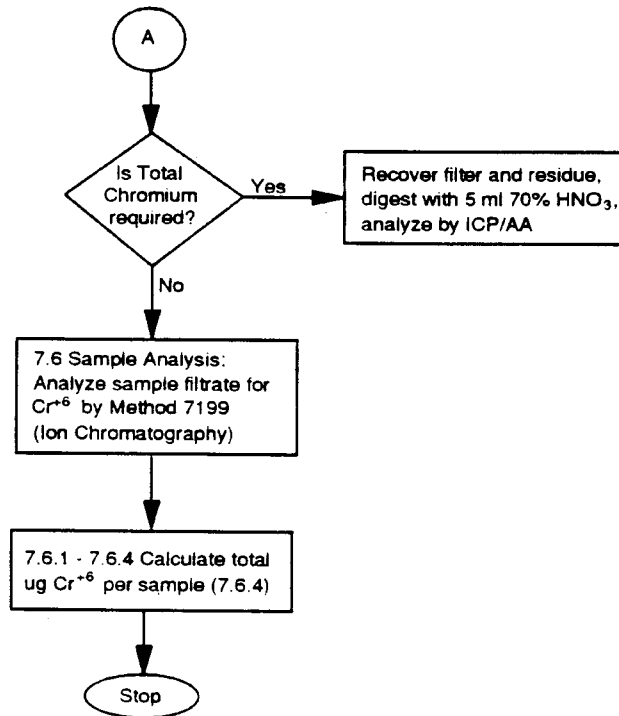 A
Is Total
Chromium
required?
Yes
Recover filter and residue,
digest with 5 ml 70% HNO₃,
analyze by ICP/AA
No
7.6 Sample Analysis:
Analyze sample filtrate for
Cr⁺⁶ by Method 7199
(Ion Chromatography)
7.6.1 - 7.6.4 Calculate total
ug Cr⁺⁶ per sample (7.6.4)
Stop